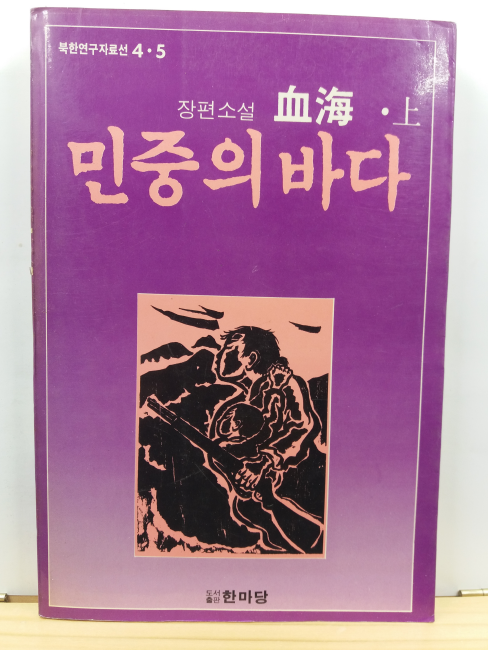 북한연구자료선 4·5
장편소설 血海 ·上
민중의 바다
도서출판 한마당